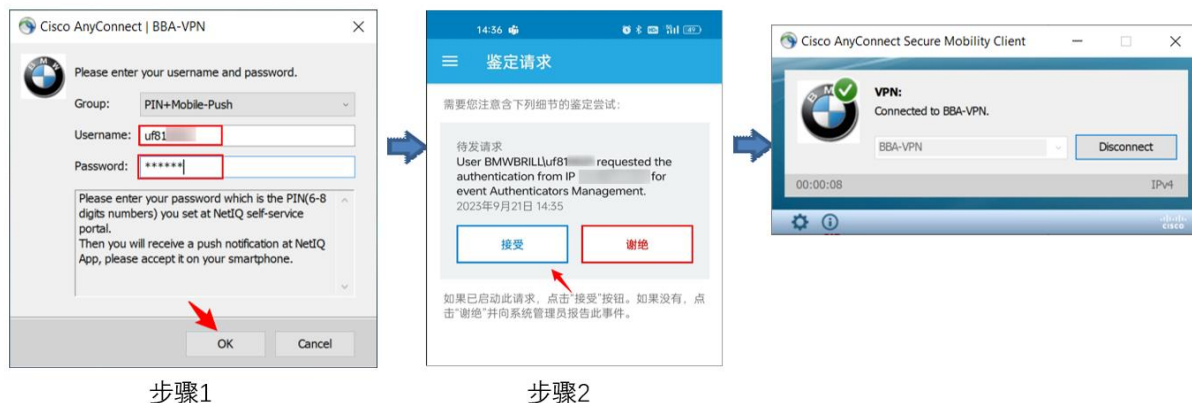 Cisco AnyConnect | BBA-VPN
Please enter your username and password.
Group: PIN+Mobile-Push
Username: uf81
Password: ******
Please enter your password which is the PIN(6-8
digits numbers) you set at NetIQ self-service
portal.
Then you will receive a push notification at NetIQ
App, please accept it on your smartphone.
OK Cancel
步骤1
14:36
鉴定请求
需要您注意含下列细节的鉴定尝试：
待发请求
User BMWBRILL\uf81 requested the
authentication from IP for
event Authenticators Management.
2023年9月21日 14:35
接受 谢绝
如果已启动此请求，点击“接受”按钮。如果没有，点
击“谢绝”并向系统管理员报告此事件。
步骤2
Cisco AnyConnect Secure Mobility Client
VPN:
Connected to BBA-VPN.
BBA-VPN Disconnect
00:00:08 IPv4
CISCO